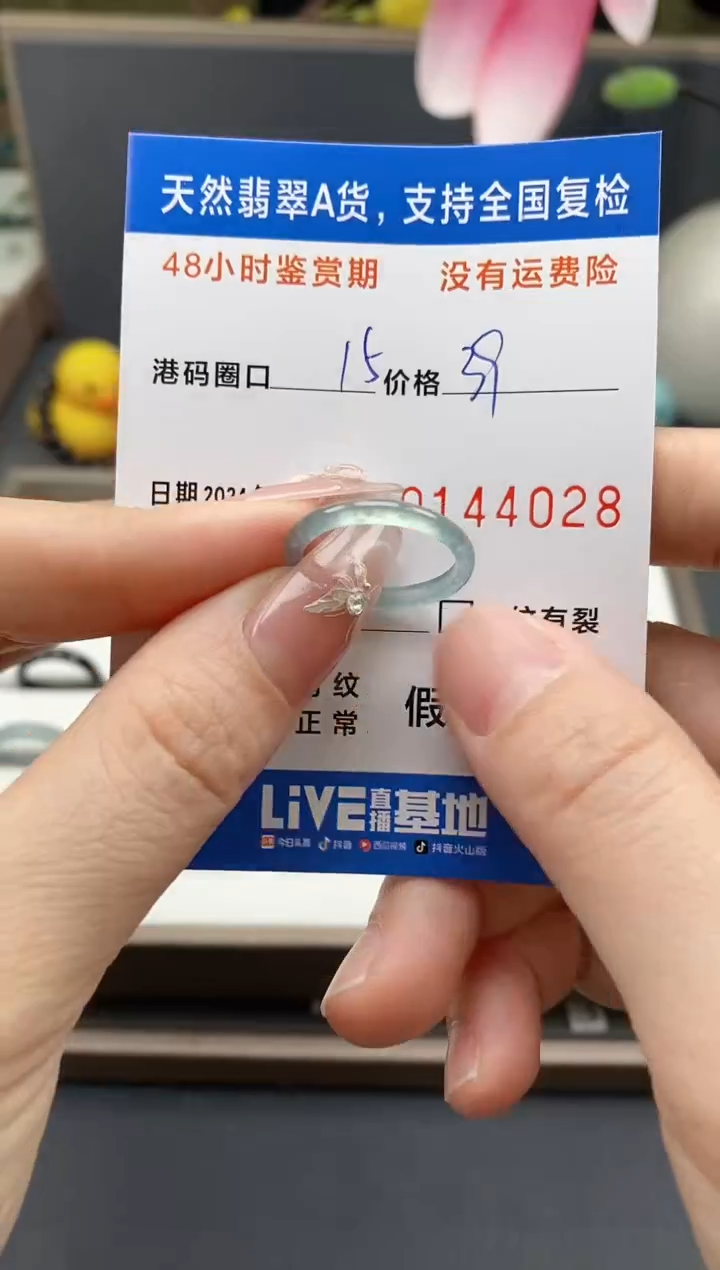 天然翡翠A货，支持全国复检
48小时鉴赏期 没有运费险
港码圈口 15 价格
日期 2024 0144028
有裂
纹
正常 假
LiVE直播基地
今日头条 抖音 西瓜视频 抖音火山版